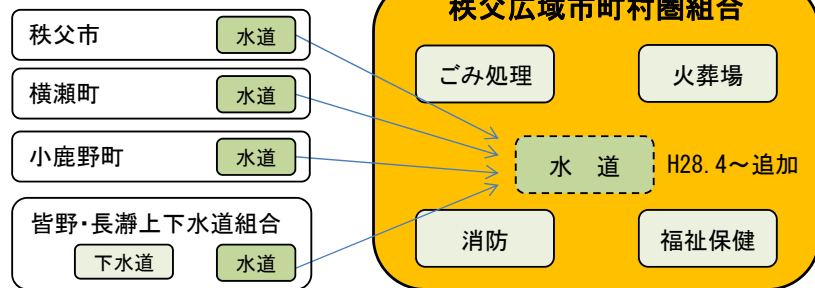 秩父広域市町村圏組合
秩父市 水道
横瀬町 水道
小鹿野町 水道
皆野・長瀞上下水道組合
下水道 水道
ごみ処理 火葬場
水 道 H28.4～追加
消防 福祉保健